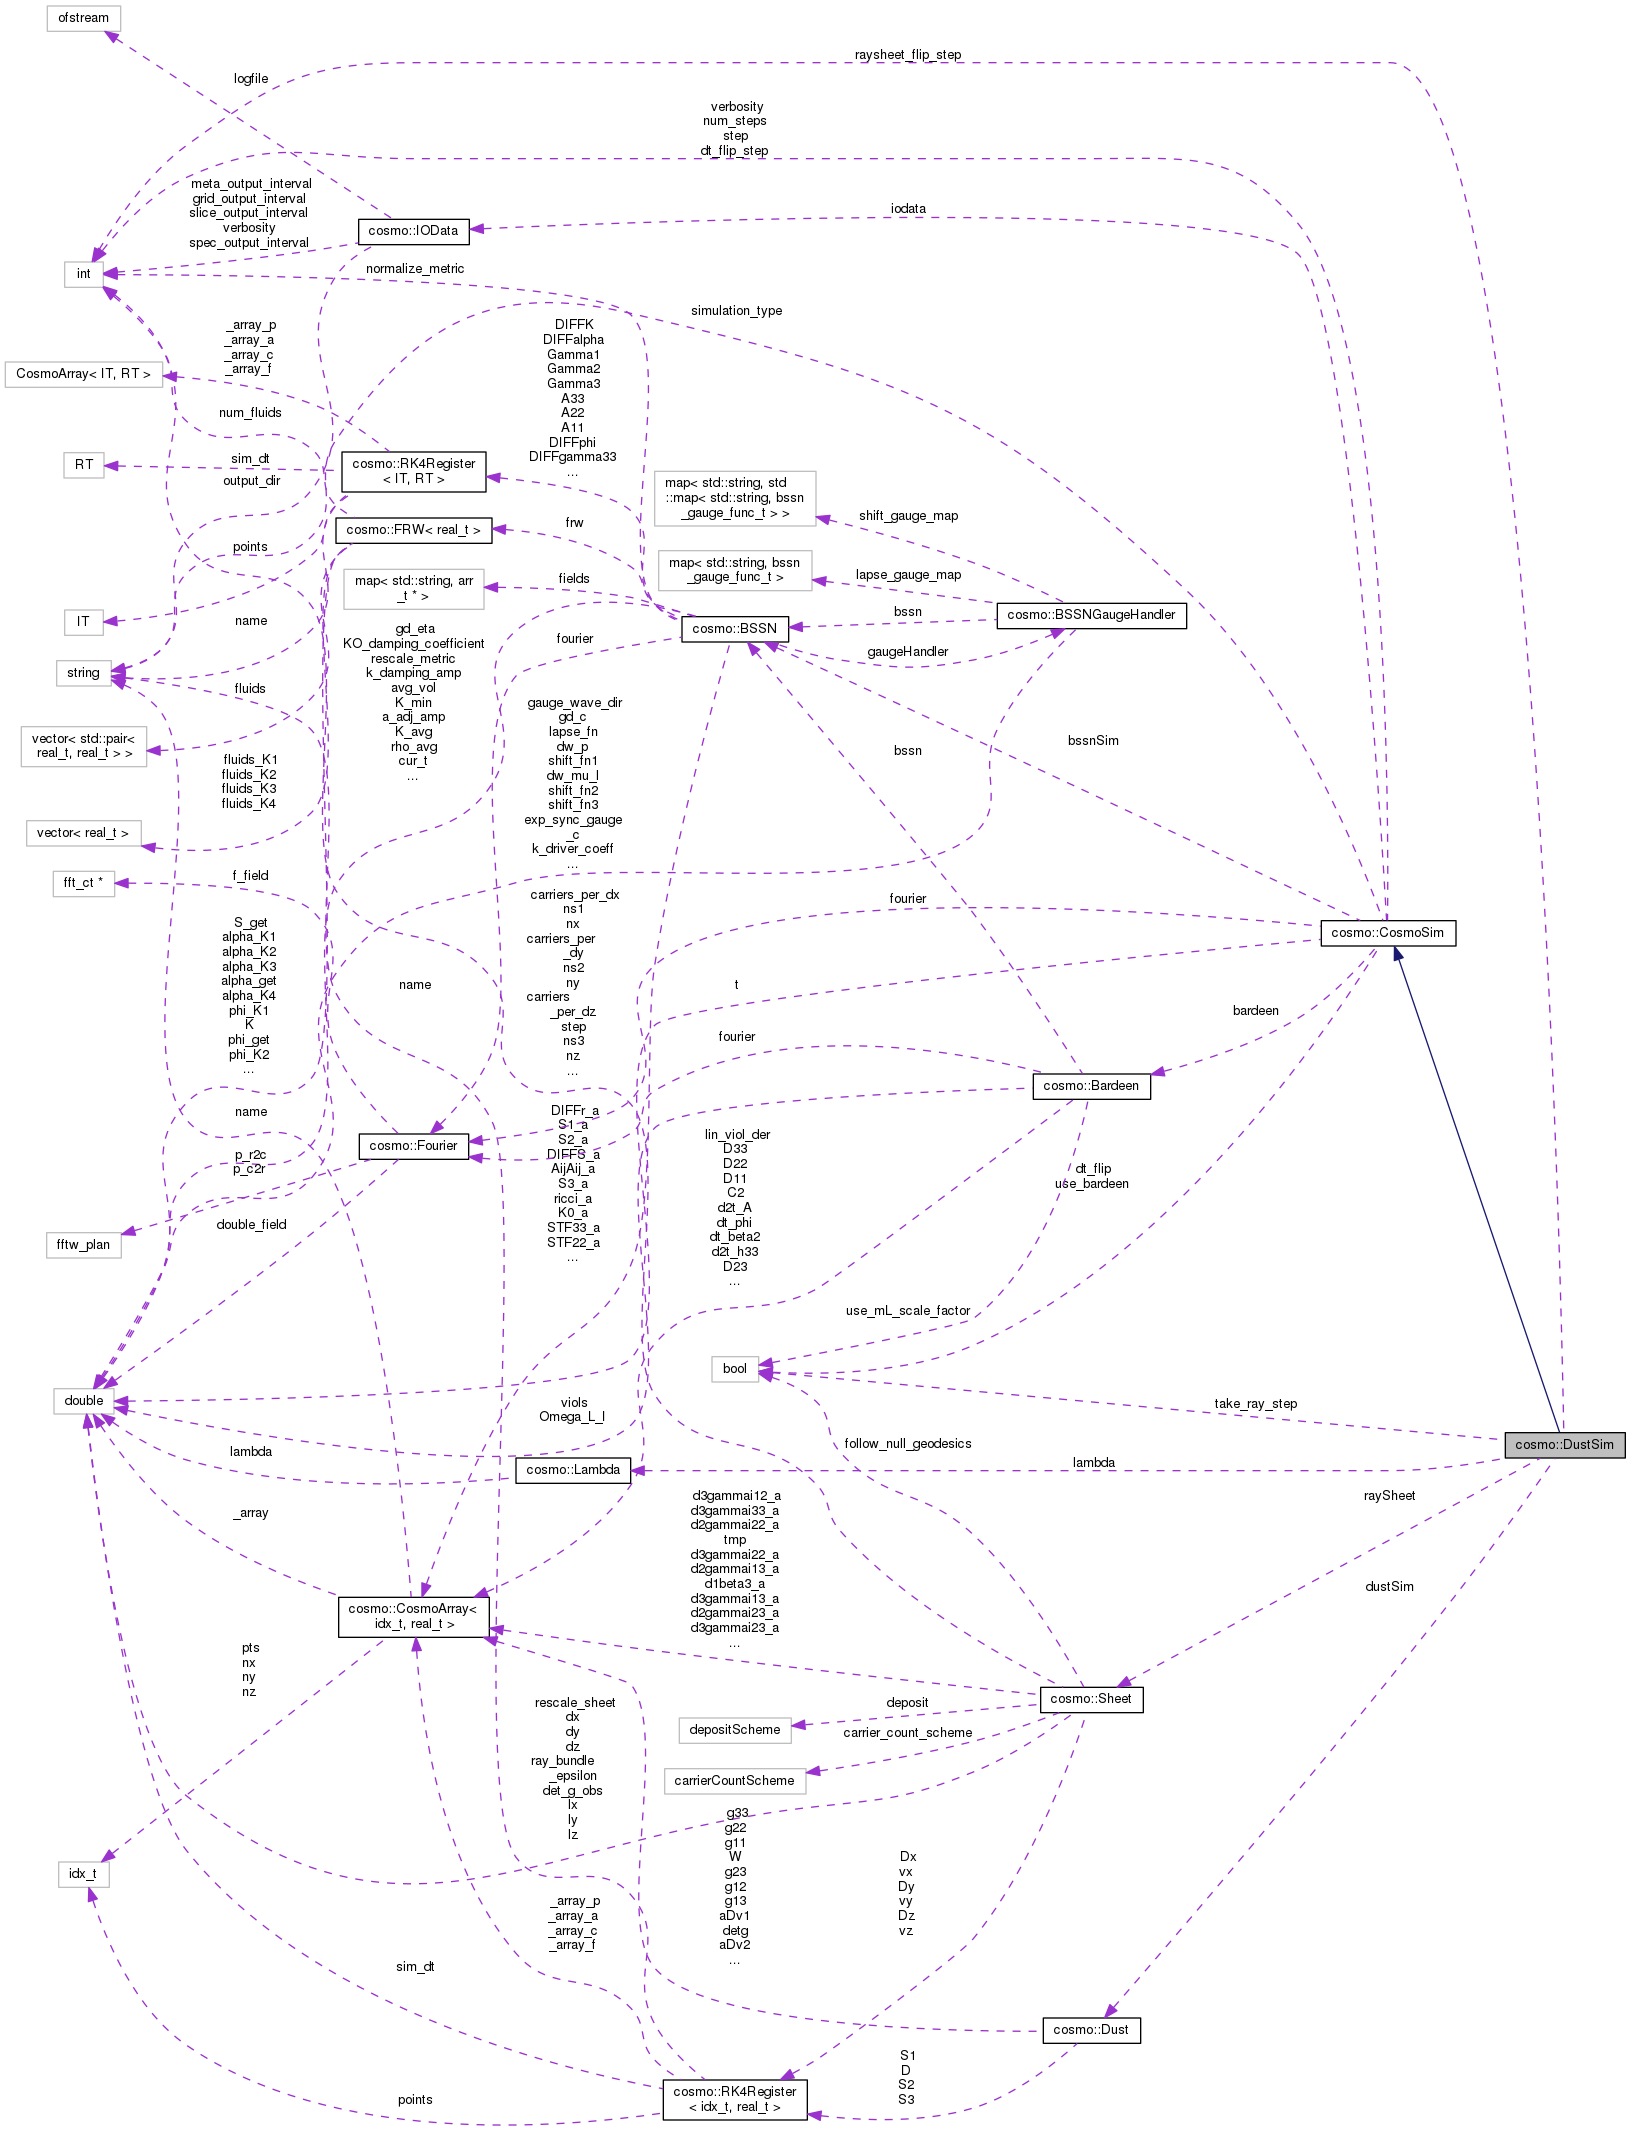 ofstream
raysheet_flip_step
logfile
verbosity
num_steps
step
dt_flip_step
meta_output_interval
grid_output_interval
slice_output_interval
verbosity
spec_output_interval
cosmo::IOData
iodata
int
normalize_metric
simulation_type
_array_p
_array_a
_array_c
_array_f
CosmoArray< IT, RT >
DIFFK
DIFFalpha
Gamma1
Gamma2
Gamma3
A33
A22
A11
DIFFphi
DIFFgamma33
...
num_fluids
RT
sim_dt
output_dir
cosmo::RK4Register
< IT, RT >
map< std::string, std
::map< std::string, bssn
_gauge_func_t > >
shift_gauge_map
cosmo::FRW< real_t >
frw
points
map< std::string, arr
_t * >
fields
map< std::string, bssn
_gauge_func_t >
lapse_gauge_map
IT
name
cosmo::BSSN
bssn
cosmo::BSSNGaugeHandler
gaugeHandler
fourier
string
gd_eta
KO_damping_coefficient
rescale_metric
k_damping_amp
avg_vol
K_min
a_adj_amp
K_avg
rho_avg
cur_t
...
fluids
vector< std::pair<
real_t, real_t > >
gauge_wave_dir
gd_c
lapse_fn
dw_p
shift_fn1
dw_mu_l
shift_fn2
shift_fn3
exp_sync_gauge
_c
k_driver_coeff
...
bssn
bssnSim
fluids_K1
fluids_K2
fluids_K3
fluids_K4
vector< real_t >
fft_ct *
f_field
carriers_per_dx
ns1
nx
carriers_per
_dy
ns2
ny
carriers
_per_dz
step
ns3
nz
...
fourier
cosmo::CosmoSim
S_get
alpha_K1
alpha_K2
alpha_K3
alpha_get
alpha_K4
phi_K1
K
phi_get
phi_K2
...
name
t
fourier
bardeen
cosmo::Bardeen
name
DIFFr_a
S1_a
S2_a
DIFFS_a
AijAij_a
S3_a
ricci_a
K0_a
STF33_a
STF22_a
...
cosmo::Fourier
p_r2c
p_c2r
lin_viol_der
D33
D22
D11
C2
d2t_A
dt_phi
dt_beta2
d2t_h33
D23
...
dt_flip
use_bardeen
fftw_plan
double_field
use_mL_scale_factor
bool
double
viols
Omega_L_l
take_ray_step
cosmo::DustSim
follow_null_geodesics
lambda
cosmo::Lambda
lambda
raySheet
_array
d3gammai12_a
d3gammai33_a
d2gammai22_a
tmp
d3gammai22_a
d2gammai13_a
d1beta3_a
d3gammai13_a
d2gammai23_a
d3gammai23_a
...
dustSim
cosmo::CosmoArray<
idx_t, real_t >
pts
nx
ny
nz
cosmo::Sheet
rescale_sheet
dx
dy
dz
ray_bundle
_epsilon
det_g_obs
lx
ly
lz
deposit
depositScheme
carrier_count_scheme
carrierCountScheme
idx_t
g33
g22
g11
W
g23
g12
g13
aDv1
detg
aDv2
...
Dx
vx
Dy
vy
Dz
vz
_array_p
_array_a
_array_c
_array_f
sim_dt
cosmo::Dust
S1
D
S2
S3
points
cosmo::RK4Register
< idx_t, real_t >